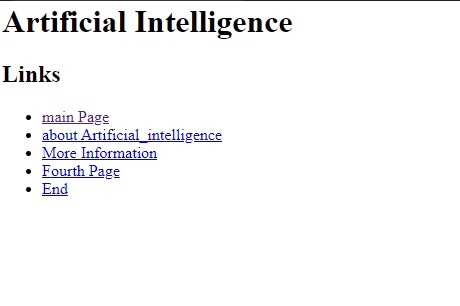 Artificial Intelligence
Links
main Page
about Artificial_intelligence
More Information
Fourth Page
End